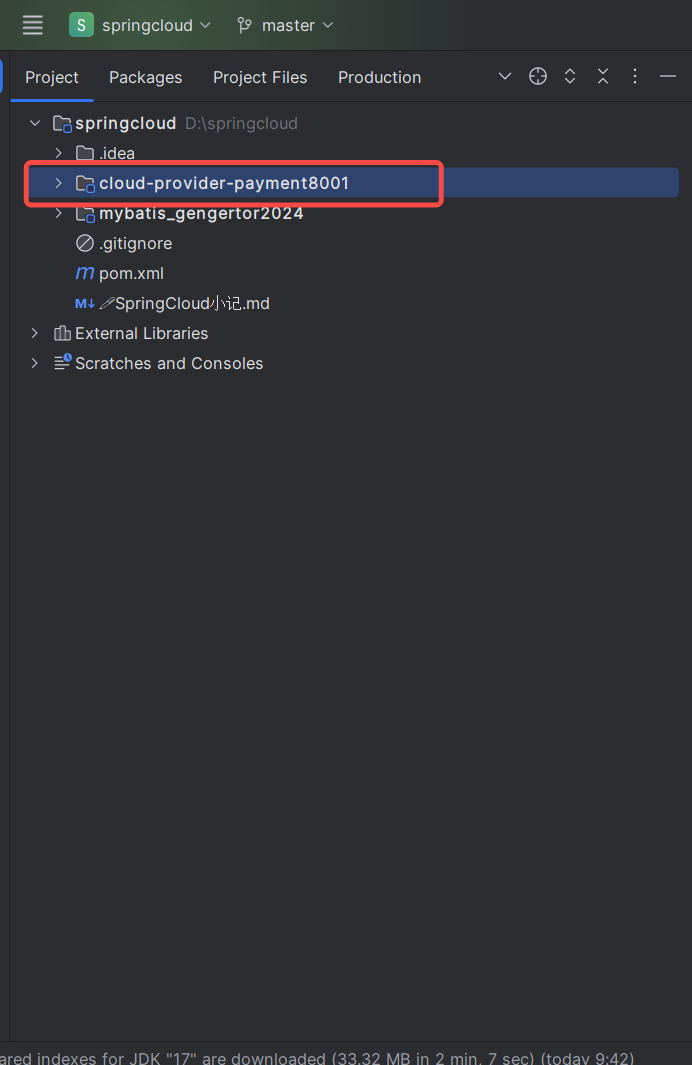 S springcloud master
Project Packages Project Files Production
springcloud D:\springcloud
.idea
cloud-provider-payment8001
mybatis_gengertor2024
.gitignore
m pom.xml
M↓ 🖋SpringCloud小记.md
External Libraries
Scratches and Consoles
ared indexes for JDK "17" are downloaded (33.32 MB in 2 min, 7 sec) (today 9:42)